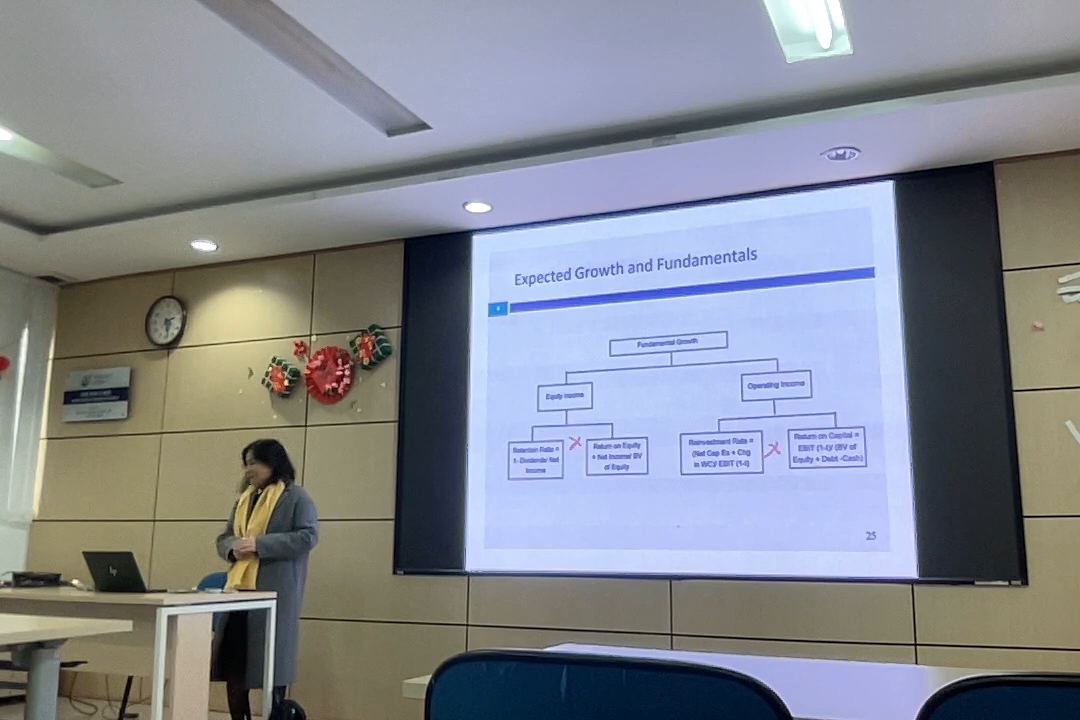 Expected Growth and Fundamentals
Fundamental Growth
Equity Income
Operating Income
Retention Rate =
1- Dividends/ Net
Income
Return on Equity
+ Net Income/ BV
of Equity
Reinvestment Rate =
(Net Cap Ex + Chg
in WC)/ EBIT (1-t)
Return on Capital =
EBIT (1-t)/ (BV of
Equity + Debt -Cash)
25
hp